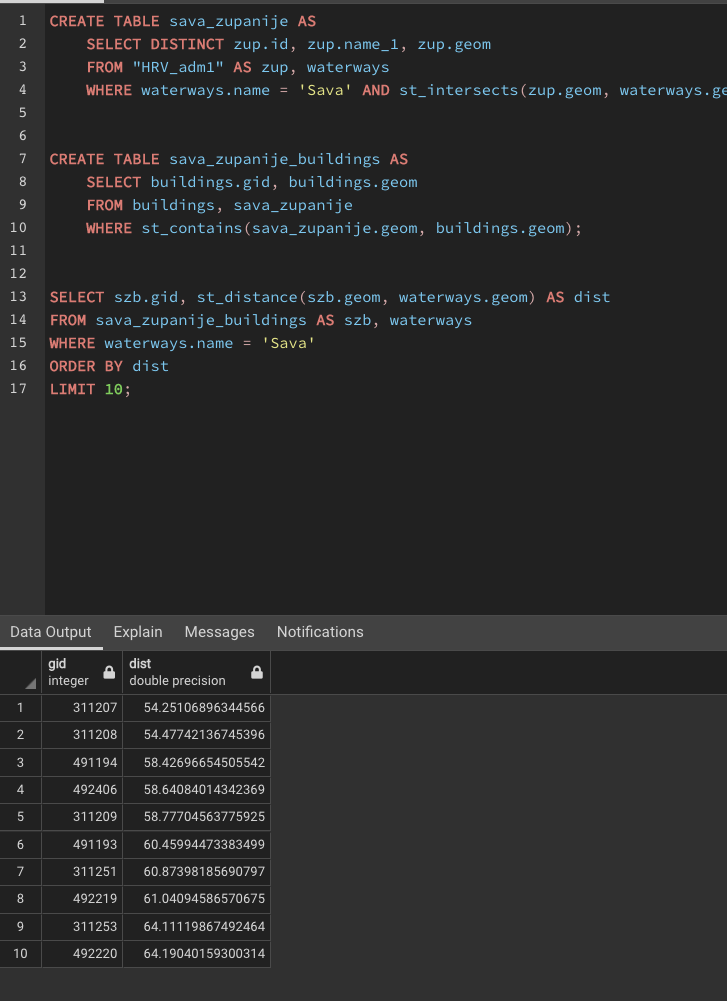 1 CREATE TABLE sava_zupanije AS
2 SELECT DISTINCT zup.id, zup.name_1, zup.geom
3 FROM "HRV_adm1" AS zup, waterways
4 WHERE waterways.name = 'Sava' AND st_intersects(zup.geom, waterways.ge
5
6
7 CREATE TABLE sava_zupanije_buildings AS
8 SELECT buildings.gid, buildings.geom
9 FROM buildings, sava_zupanije
10 WHERE st_contains(sava_zupanije.geom, buildings.geom);
11
12
13 SELECT szb.gid, st_distance(szb.geom, waterways.geom) AS dist
14 FROM sava_zupanije_buildings AS szb, waterways
15 WHERE waterways.name = 'Sava'
16 ORDER BY dist
17 LIMIT 10;
Data Output Explain Messages Notifications
gid dist
integer double precision
1 311207 54.25106896344566
2 311208 54.47742136745396
3 491194 58.42696654505542
4 492406 58.64084014342369
5 311209 58.77704563775925
6 491193 60.45994473383499
7 311251 60.87398185690797
8 492219 61.04094586570675
9 311253 64.11119867492464
10 492220 64.19040159300314